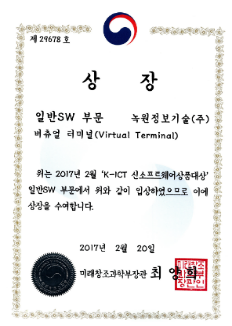 제 29678 호
상 장
일반SW 부문 녹원정보기술(주)
버츄얼 터미널(Virtual Terminal)
위는 2017년 2월 'K-ICT 신소프트웨어상품대상'
일반SW 부문에서 위와 같이 입상하였으므로 이에
상장을 수여합니다.
2017년 2월 20일
미래창조과학부장관 최양희